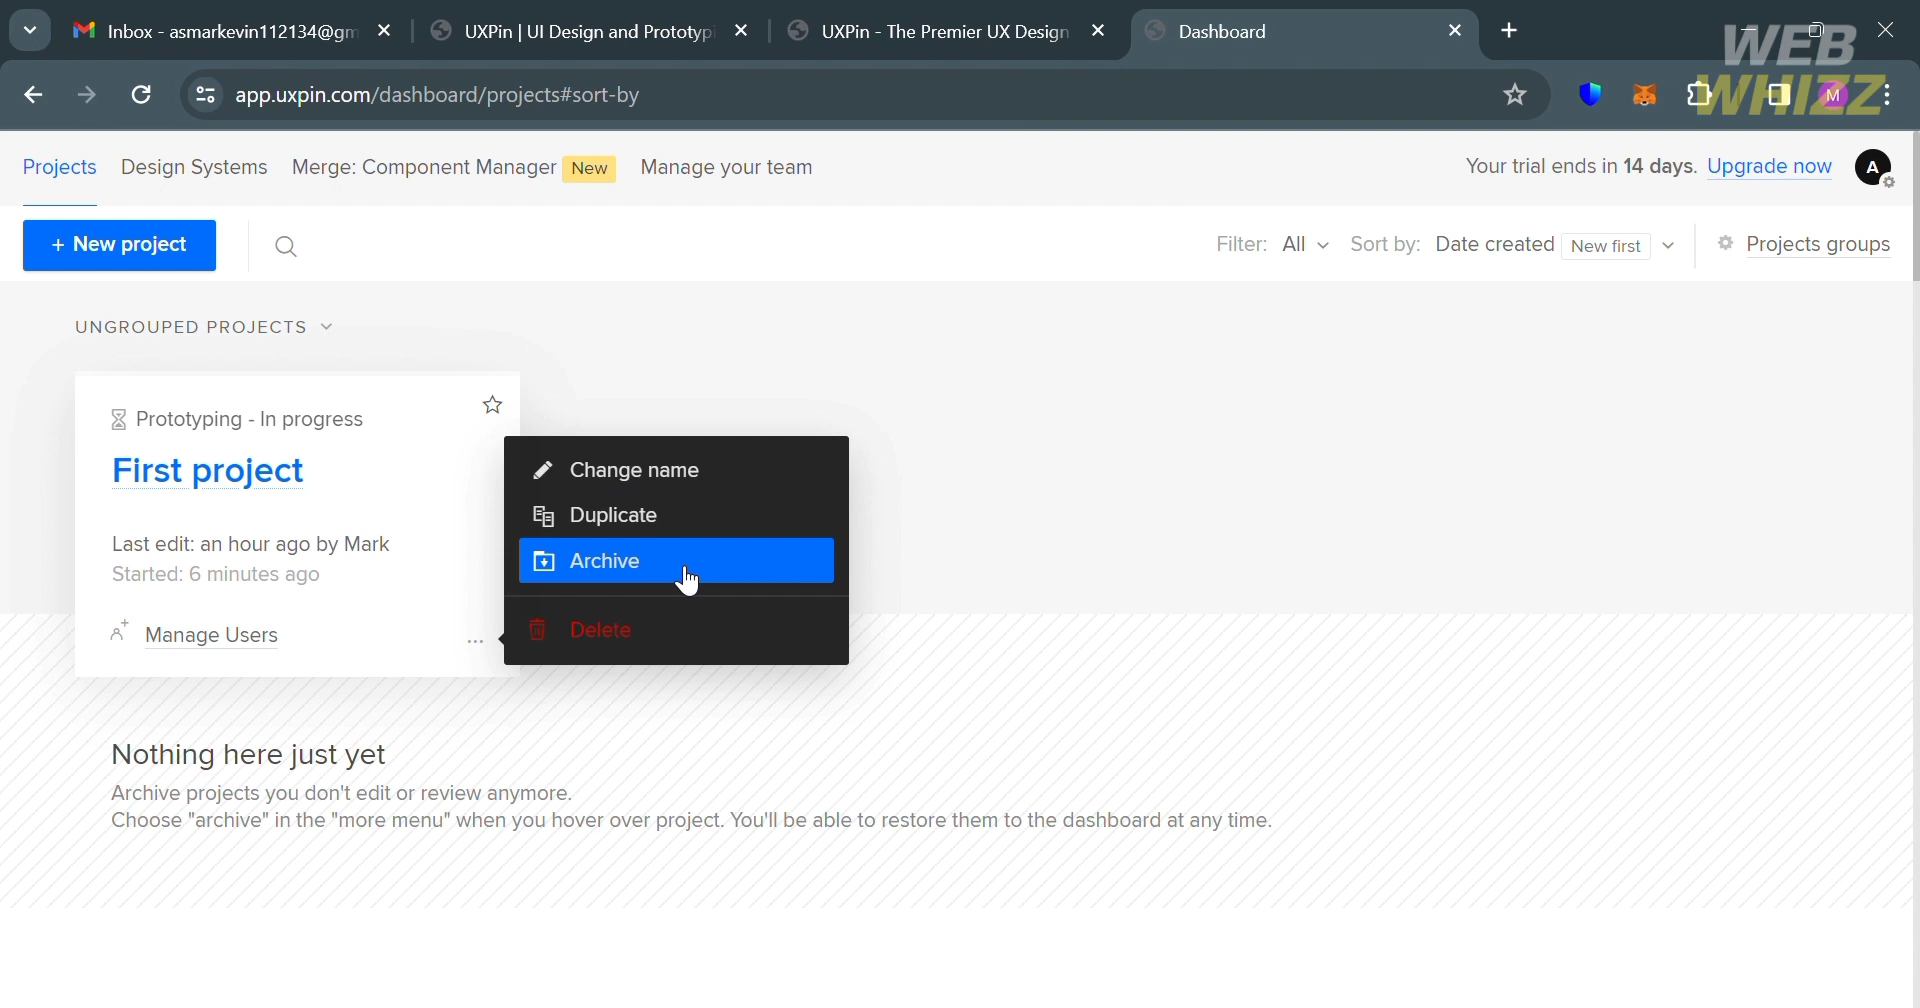 Inbox - asmarkevin112134@gm
UXPin | UI Design and Prototypi
UXPin - The Premier UX Design
Dashboard
WEB
WHIZZ
app.uxpin.com/dashboard/projects#sort-by
M
Projects
Design Systems
Merge: Component Manager New
Manage your team
Your trial ends in 14 days. Upgrade now
A
+ New project
Filter: All
Sort by: Date created New first
Projects groups
UNGROUPED PROJECTS
Prototyping - In progress
First project
Last edit: an hour ago by Mark
Started: 6 minutes ago
Manage Users
...
Change name
Duplicate
Archive
Delete
Nothing here just yet
Archive projects you don't edit or review anymore.
Choose "archive" in the "more menu" when you hover over project. You'll be able to restore them to the dashboard at any time.